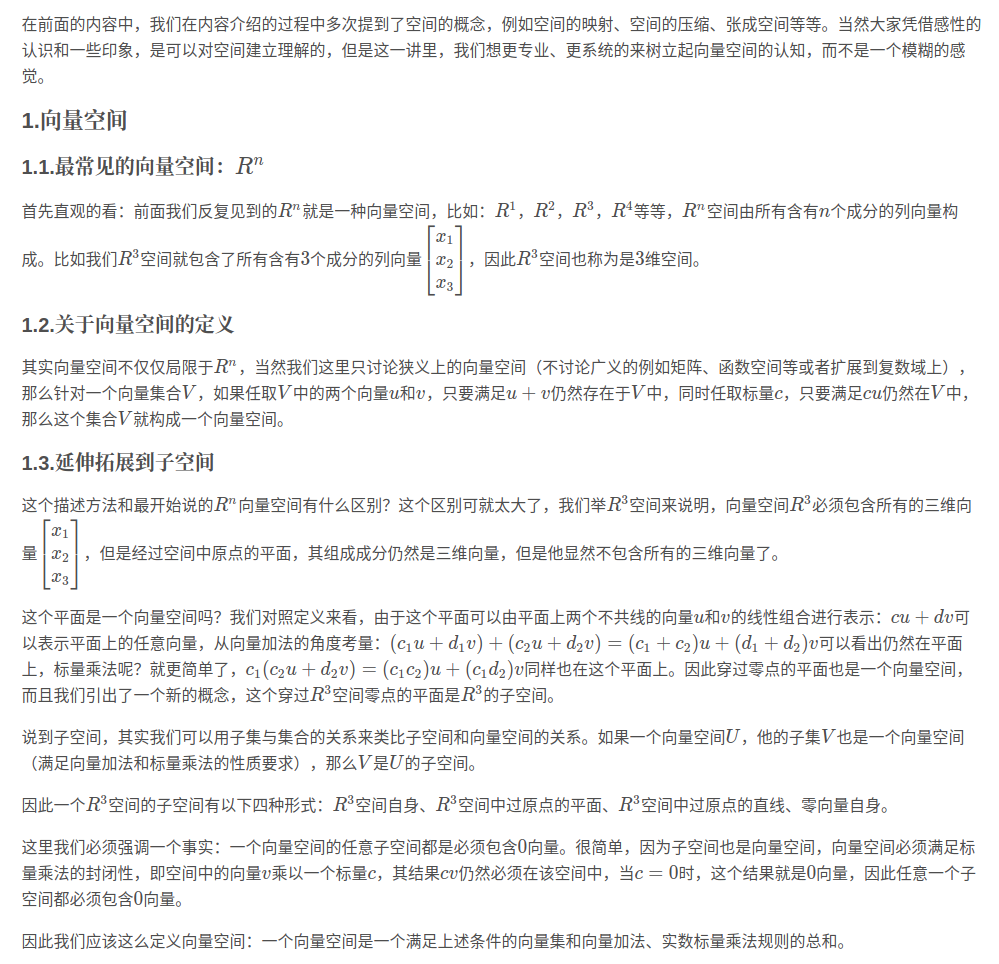 在前面的内容中，我们在内容介绍的过程中多次提到了空间的概念，例如空间的映射、空间的压缩、张成空间等等。当然大家凭借感性的
认识和一些印象，是可以对空间建立理解的，但是这一讲里，我们想更专业、更系统的来树立起向量空间的认知，而不是一个模糊的感
觉。
1.向量空间
1.1.最常见的向量空间：$R^n$
首先直观的看：前面我们反复见到的$R^n$就是一种向量空间，比如：$R^1$，$R^2$，$R^3$，$R^4$等等，$R^n$空间由所有含有$n$个成分的列向量构
成。比如我们$R^3$空间就包含了所有含有3个成分的列向量$\begin{bmatrix} x_1 \\ x_2 \\ x_3 \end{bmatrix}$，因此$R^3$空间也称为是3维空间。
1.2.关于向量空间的定义
其实向量空间不仅仅局限于$R^n$，当然我们这里只讨论狭义上的向量空间（不讨论广义的例如矩阵、函数空间等或者扩展到复数域上），
那么针对一个向量集合$V$，如果任取$V$中的两个向量$u$和$v$，只要满足$u+v$仍然存在于$V$中，同时任取标量$c$，只要满足$cu$仍然在$V$中，
那么这个集合$V$就构成一个向量空间。
1.3.延伸拓展到子空间
这个描述方法和最开始说的$R^n$向量空间有什么区别？这个区别可就太大了，我们举$R^3$空间来说明，向量空间$R^3$必须包含所有的三维向
量$\begin{bmatrix} x_1 \\ x_2 \\ x_3 \end{bmatrix}$，但是经过空间中原点的平面，其组成成分仍然是三维向量，但是他显然不包含所有的三维向量了。
这个平面是一个向量空间吗？我们对照定义来看，由于这个平面可以由平面上两个不共线的向量$u$和$v$的线性组合进行表示：$cu+dv$可
以表示平面上的任意向量，从向量加法的角度考量：$(c_1u+d_1v)+(c_2u+d_2v)=(c_1+c_2)u+(d_1+d_2)v$可以看出仍然在平面
上，标量乘法呢？就更简单了，$c_1(c_2u+d_2v)=(c_1c_2)u+(c_1d_2)v$同样也在这个平面上。因此穿过零点的平面也是一个向量空间，
而且我们引出了一个新的概念，这个穿过$R^3$空间零点的平面是$R^3$的子空间。
说到子空间，其实我们可以用子集与集合的关系来类比子空间和向量空间的关系。如果一个向量空间$U$，他的子集$V$也是一个向量空间
（满足向量加法和标量乘法的性质要求），那么$V$是$U$的子空间。
因此一个$R^3$空间的子空间有以下四种形式：$R^3$空间自身、$R^3$空间中过原点的平面、$R^3$空间中过原点的直线、零向量自身。
这里我们必须强调一个事实：一个向量空间的任意子空间都是必须包含0向量。很简单，因为子空间也是向量空间，向量空间必须满足标
量乘法的封闭性，即空间中的向量$v$乘以一个标量$c$，其结果$cv$仍然必须在该空间中，当$c=0$时，这个结果就是0向量，因此任意一个子
空间都必须包含0向量。
因此我们应该这么定义向量空间：一个向量空间是一个满足上述条件的向量集和向量加法、实数标量乘法规则的总和。